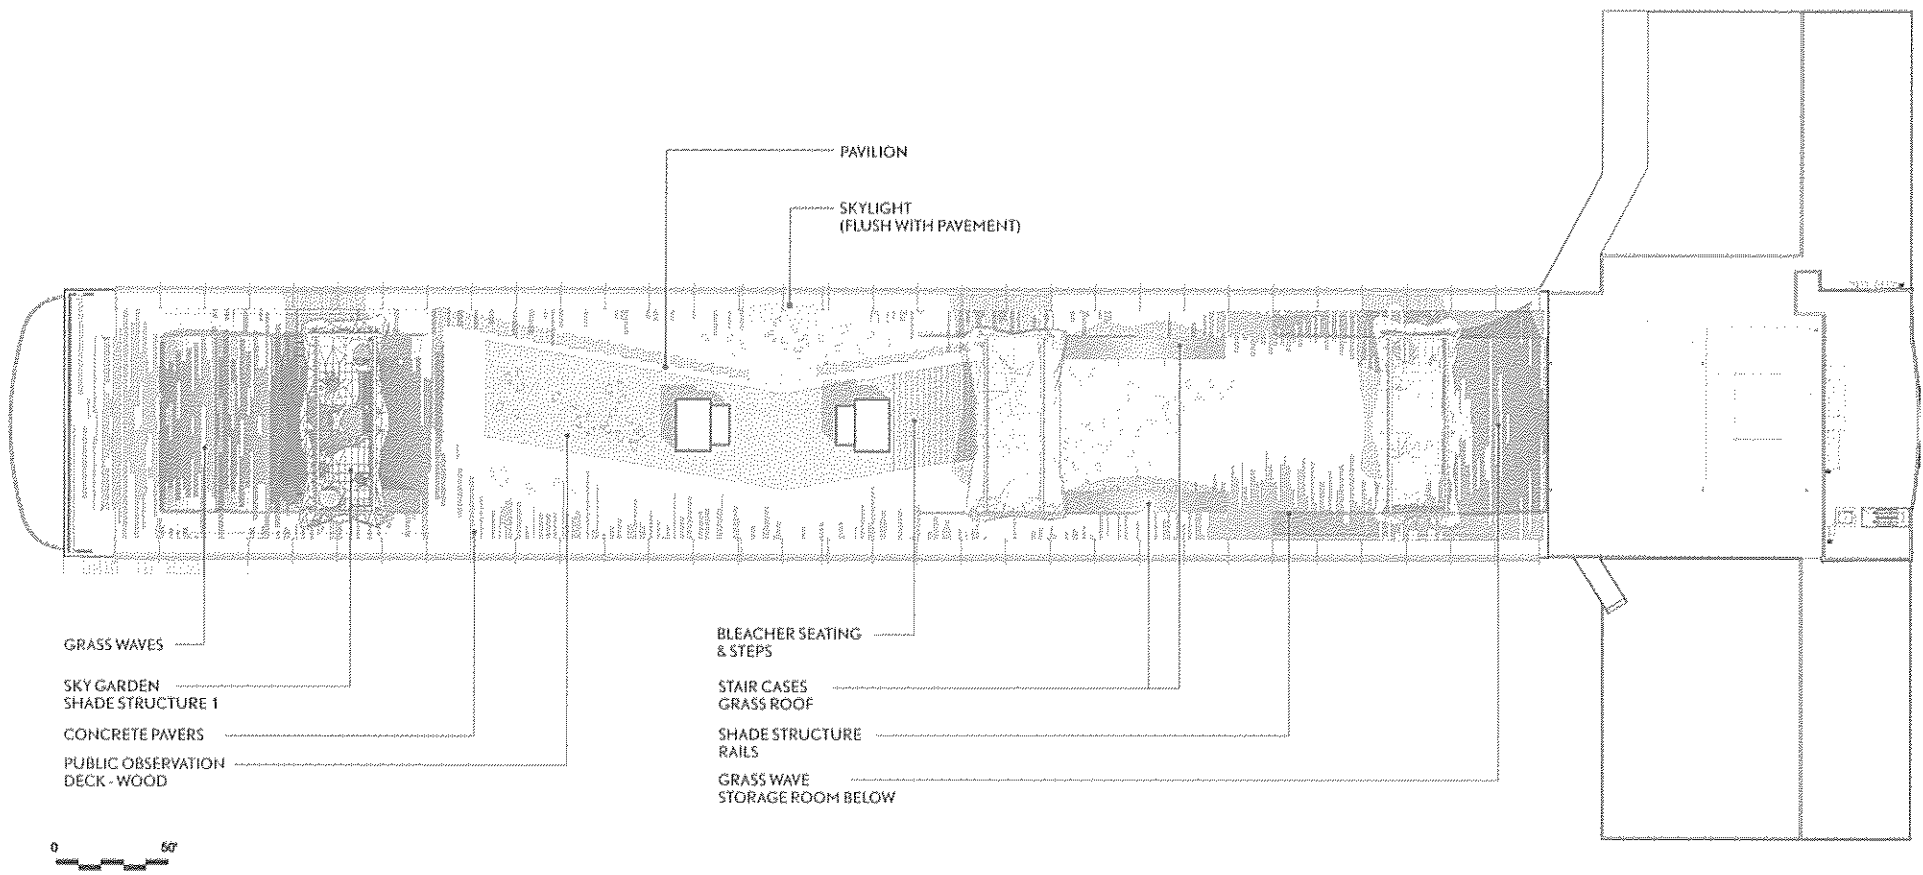 PAVILION
SKYLIGHT
(FLUSH WITH PAVEMENT)
GRASS WAVES
SKY GARDEN
SHADE STRUCTURE 1
CONCRETE PAVERS
PUBLIC OBSERVATION
DECK - WOOD
BLEACHER SEATING
& STEPS
STAIR CASES
GRASS ROOF
SHADE STRUCTURE
RAILS
GRASS WAVE
STORAGE ROOM BELOW
0 50'